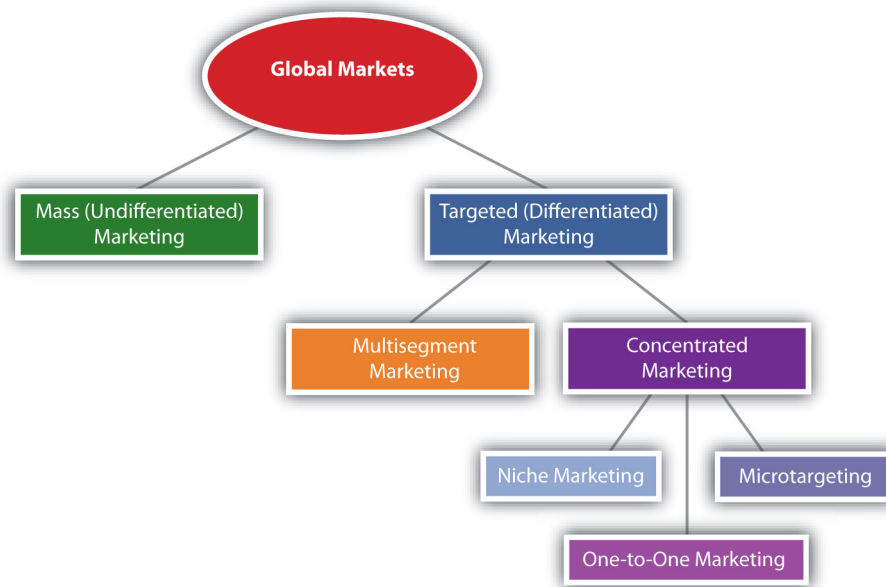 Global Markets
Mass (Undifferentiated)
Marketing
Targeted (Differentiated)
Marketing
Multisegment
Marketing
Concentrated
Marketing
Niche Marketing
Microtargeting
One-to-One Marketing